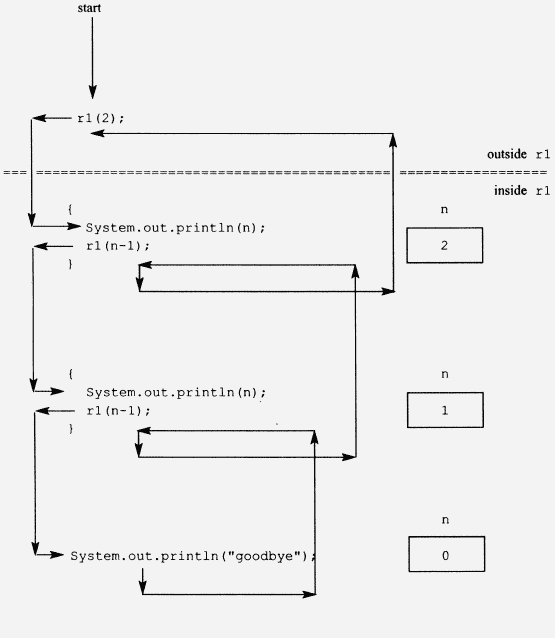 start
r1(2);
outside r1
inside r1
{
n
System.out.println(n);
r1(n-1);
2
}
{
n
System.out.println(n);
r1(n-1);
1
}
n
System.out.println("goodbye");
0